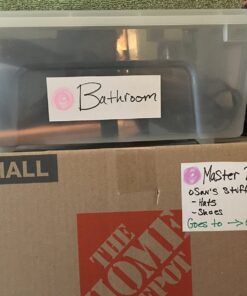 Bathroom
MALL
Master
Sam's Stuff
- Hats
- Shoes
Goes to →
THE
HOME
DEPOT